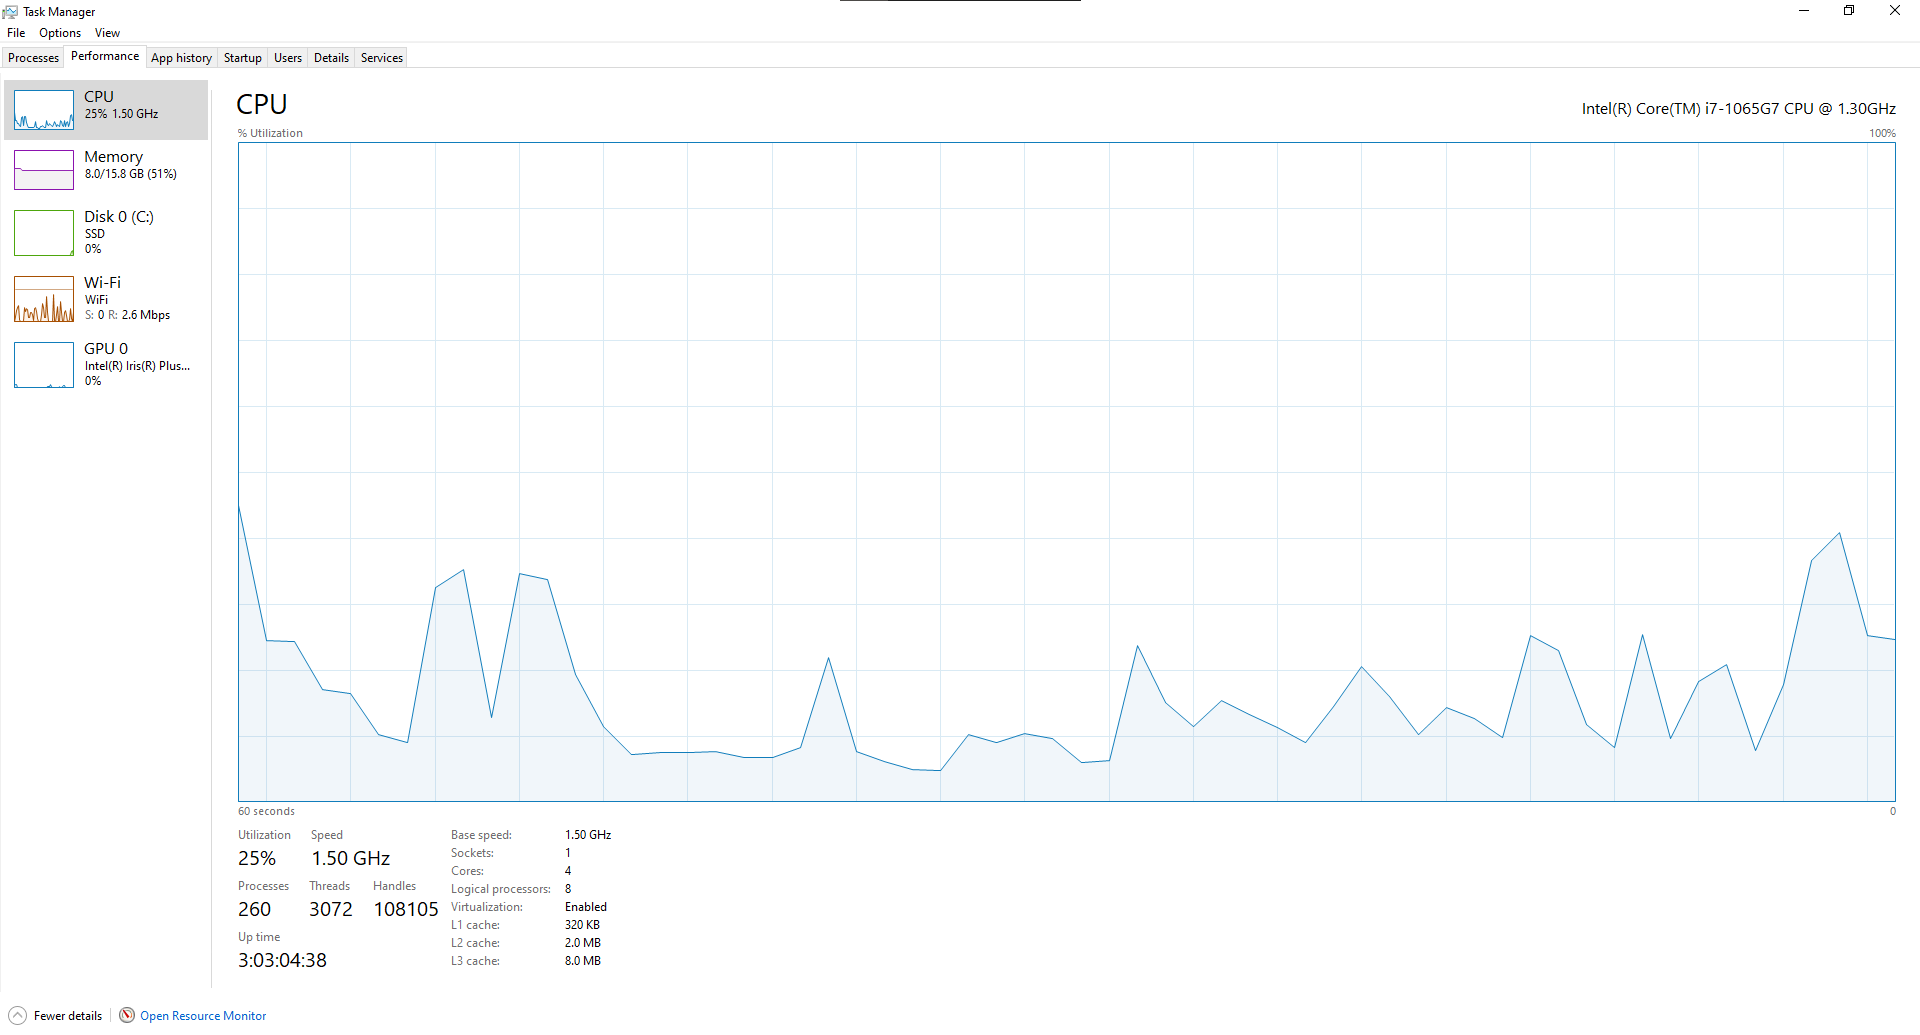 Task Manager
File Options View
Processes Performance App history Startup Users Details Services
CPU
25% 1.50 GHz
Memory
8.0/15.8 GB (51%)
Disk 0 (C:)
SSD
0%
Wi-Fi
WiFi
S: 0 R: 2.6 Mbps
GPU 0
Intel(R) Iris(R) Plus...
0%
CPU
Intel(R) Core(TM) i7-1065G7 CPU @ 1.30GHz
% Utilization
100%
60 seconds
0
Utilization Speed
25% 1.50 GHz
Processes Threads Handles
260 3072 108105
Up time
3:03:04:38
Base speed: 1.50 GHz
Sockets: 1
Cores: 4
Logical processors: 8
Virtualization: Enabled
L1 cache: 320 KB
L2 cache: 2.0 MB
L3 cache: 8.0 MB
Fewer details
Open Resource Monitor